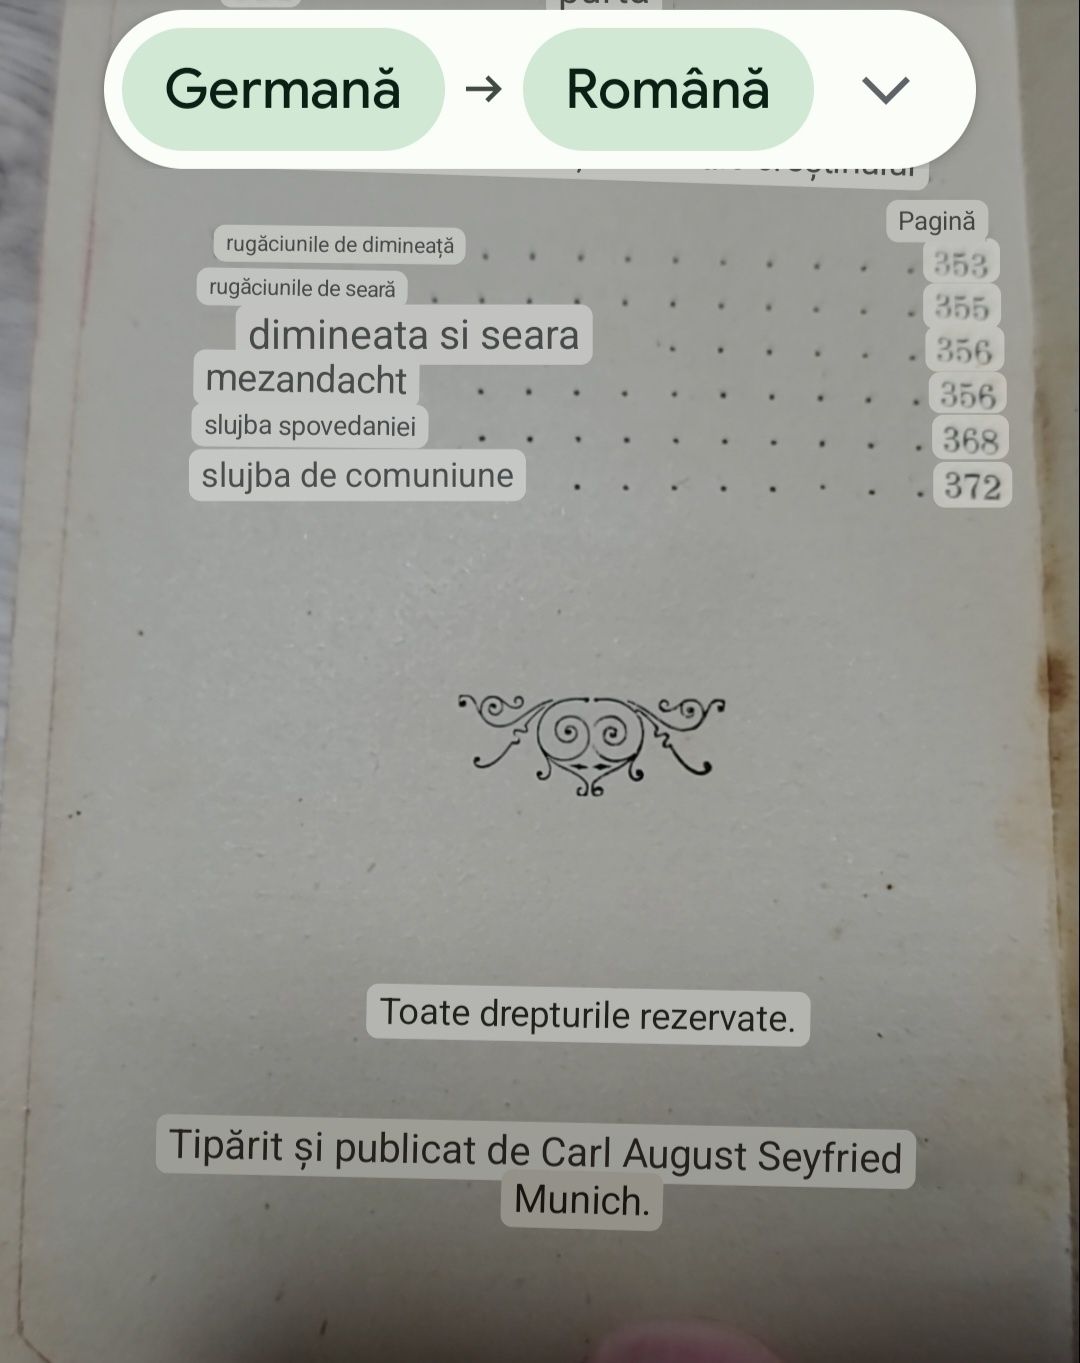 Germană → Română
Pagină
rugăciunile de dimineață 353
rugăciunile de seară 355
dimineata si seara 356
mezandacht 356
slujba spovedaniei 368
slujba de comuniune 372
Toate drepturile rezervate.
Tipărit și publicat de Carl August Seyfried
Munich.